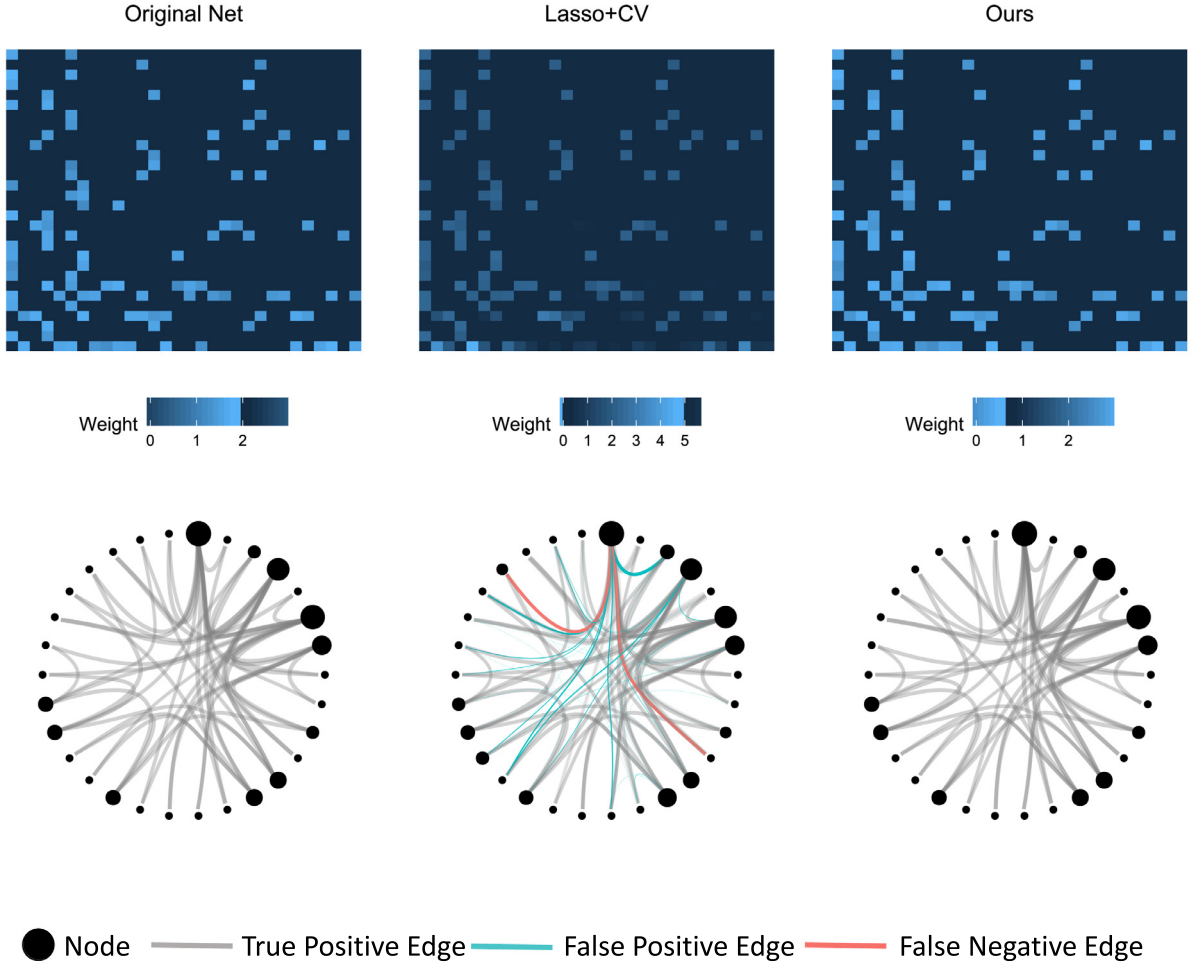 Original Net
Lasso+CV
Ours
Weight
0 1 2
Weight
0 1 2 3 4 5
Weight
0 1 2
Node
True Positive Edge
False Positive Edge
False Negative Edge